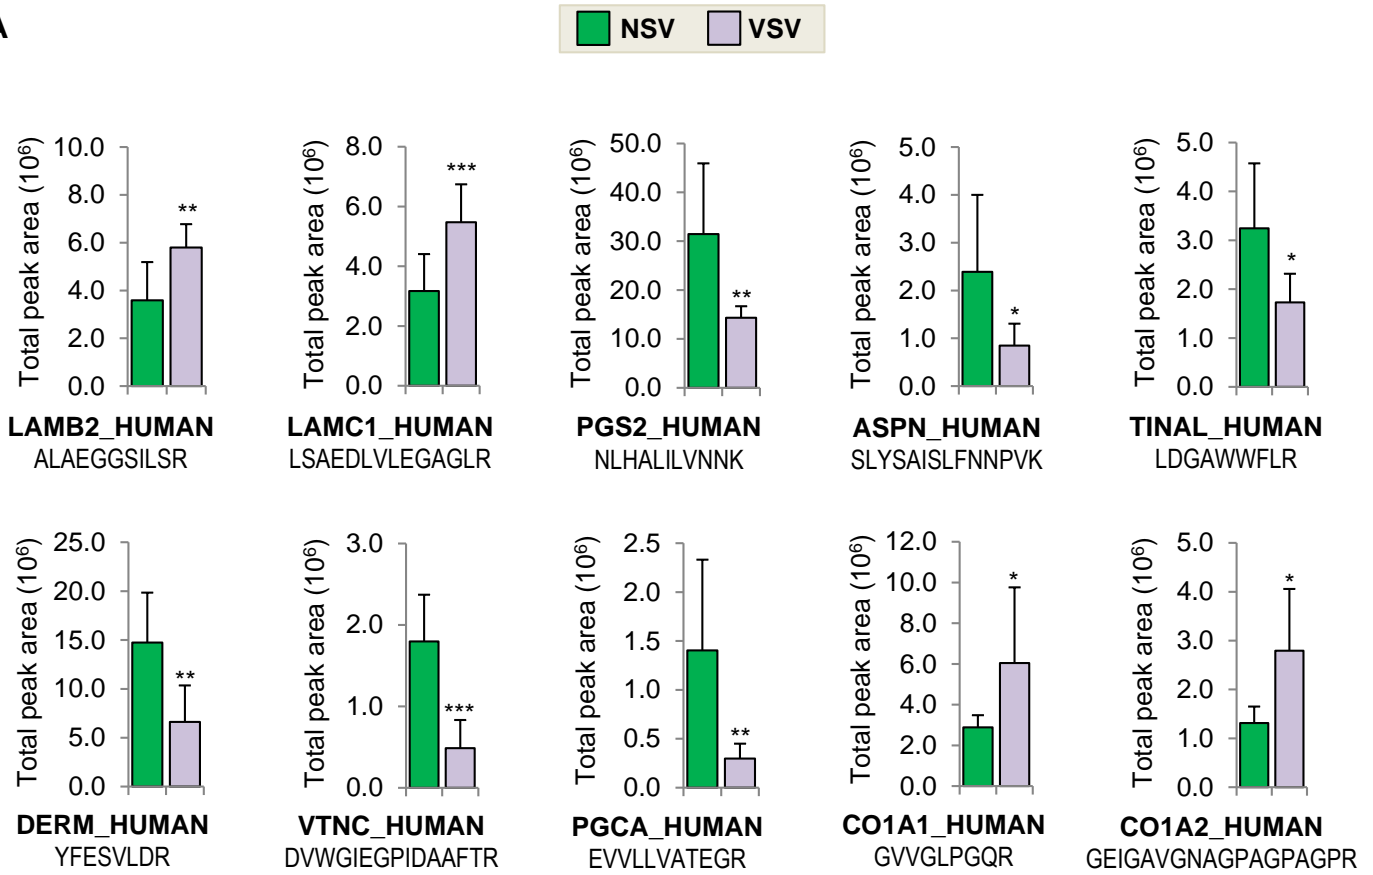 A
NSV VSV
Total peak area (10⁶)
10.0
8.0
6.0
4.0
2.0
0.0
**
LAMB2_HUMAN
ALAEGGSILSR
Total peak area (10⁶)
8.0
6.0
4.0
2.0
0.0
***
LAMC1_HUMAN
LSAEDLVLEGAGLR
Total peak area (10⁶)
50.0
40.0
30.0
20.0
10.0
0.0
**
PGS2_HUMAN
NLHALILVNNK
Total peak area (10⁶)
5.0
4.0
3.0
2.0
1.0
0.0
*
ASPN_HUMAN
SLYSAISLFNNPVK
Total peak area (10⁶)
5.0
4.0
3.0
2.0
1.0
0.0
*
TINAL_HUMAN
LDGAWWFLR
Total peak area (10⁶)
25.0
20.0
15.0
10.0
5.0
0.0
**
DERM_HUMAN
YFESVLDR
Total peak area (10⁶)
3.0
2.0
1.0
0.0
***
VTNC_HUMAN
DVWGIEGPIDAAFTR
Total peak area (10⁶)
2.5
2.0
1.5
1.0
0.5
0.0
**
PGCA_HUMAN
EVVLLVATEGR
Total peak area (10⁶)
12.0
10.0
8.0
6.0
4.0
2.0
0.0
*
CO1A1_HUMAN
GVVGLPGQR
Total peak area (10⁶)
5.0
4.0
3.0
2.0
1.0
0.0
*
CO1A2_HUMAN
GEIGAVGNAGPAGPAGPR